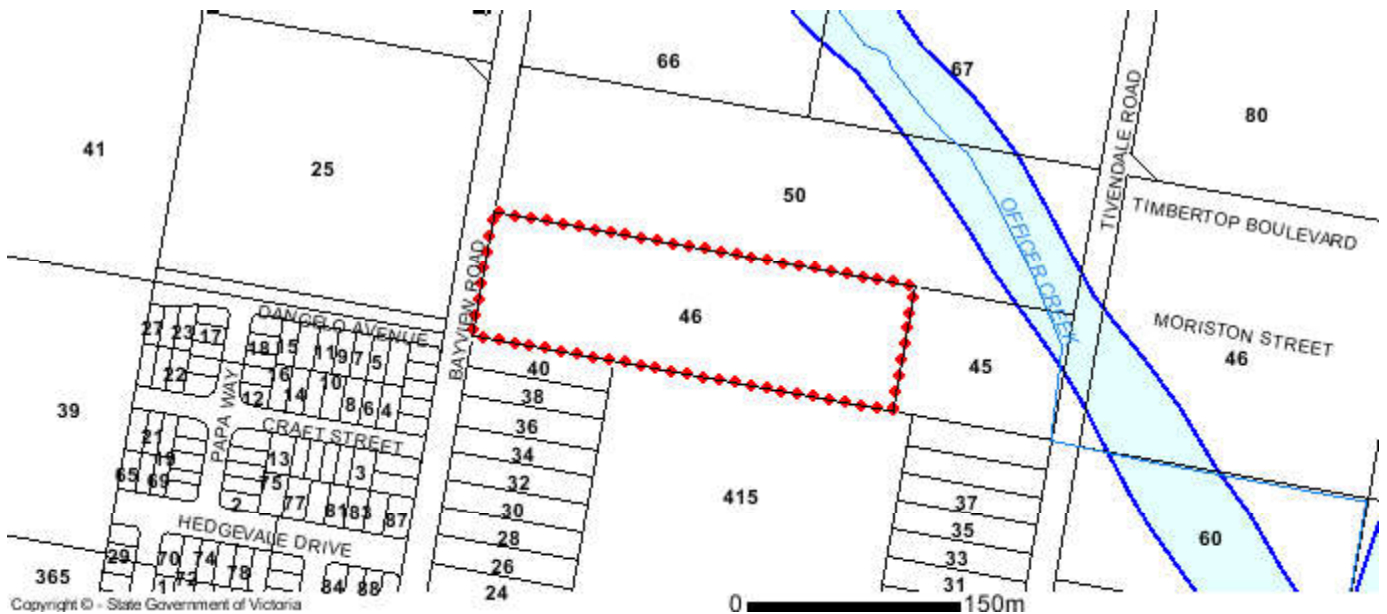 66
67
80
41
25
50
TIVENDALE ROAD
TIMBERTOP BOULEVARD
OFFICER CREEK
BAYVIEW ROAD
46
MORISTON STREET
46
45
DANGELO AVENUE
27 23 17
18 15 11 9 7 5
22
16 10
12 14 8 6 4
PAPA WAY
CRAFT STREET
39
21
19
13
3
65 69
75
2 77 81 83 87
HEDGEVALE DRIVE
29
70 74
1 72 78
84 88
365
40
38
36
34
32
30
28
26
24
415
37
35
33
31
60
Copyright © - State Government of Victoria
0 150m